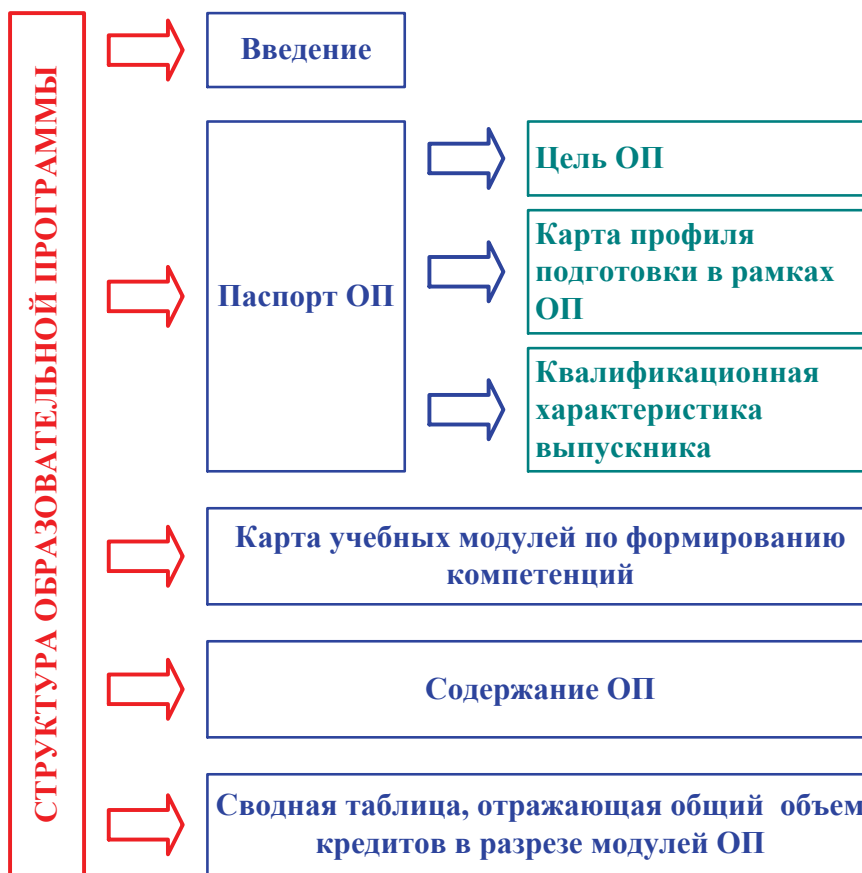 СТРУКТУРА ОБРАЗОВАТЕЛЬНОЙ ПРОГРАММЫ
Введение
Паспорт ОП
Цель ОП
Карта профиля
подготовки в рамках
ОП
Квалификационная
характеристика
выпускника
Карта учебных модулей по формированию
компетенций
Содержание ОП
Сводная таблица, отражающая общий объем
кредитов в разрезе модулей ОП